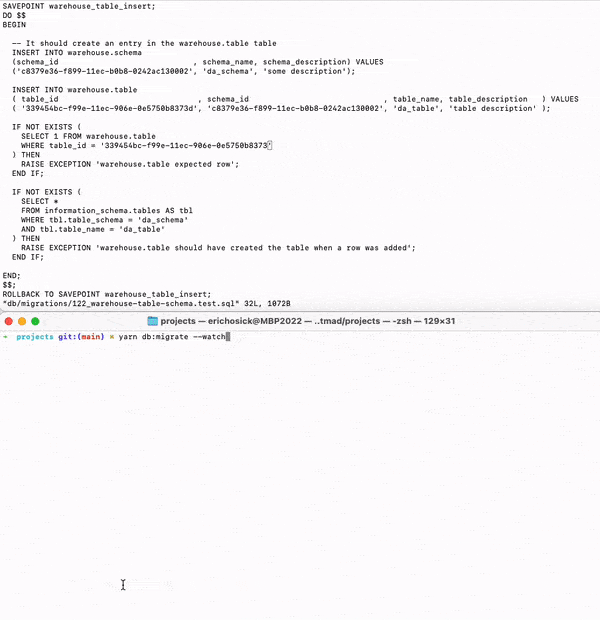 SAVEPOINT warehouse_table_insert;
DO $$
BEGIN
-- It should create an entry in the warehouse.table table
INSERT INTO warehouse.schema
(schema_id , schema_name, schema_description) VALUES
('c8379e36-f899-11ec-b0b8-0242ac130002', 'da_schema', 'some description');
INSERT INTO warehouse.table
( table_id , schema_id , table_name, table_description ) VALUES
( '339454bc-f99e-11ec-906e-0e5750b8373d', 'c8379e36-f899-11ec-b0b8-0242ac130002', 'da_table', 'table description' );
IF NOT EXISTS (
SELECT 1 FROM warehouse.table
WHERE table_id = '339454bc-f99e-11ec-906e-0e5750b8373'
) THEN
RAISE EXCEPTION 'warehouse.table expected row';
END IF;
IF NOT EXISTS (
SELECT *
FROM information_schema.tables AS tbl
WHERE tbl.table_schema = 'da_schema'
AND tbl.table_name = 'da_table'
) THEN
RAISE EXCEPTION 'warehouse.table should have created the table when a row was added';
END IF;
END;
$$;
ROLLBACK TO SAVEPOINT warehouse_table_insert;
"db/migrations/122_warehouse-table-schema.test.sql" 32L, 1072B
projects — erichosick@MBP2022 — ..tmad/projects — -zsh — 129×31
→ projects git:(main) ✗ yarn db:migrate --watch